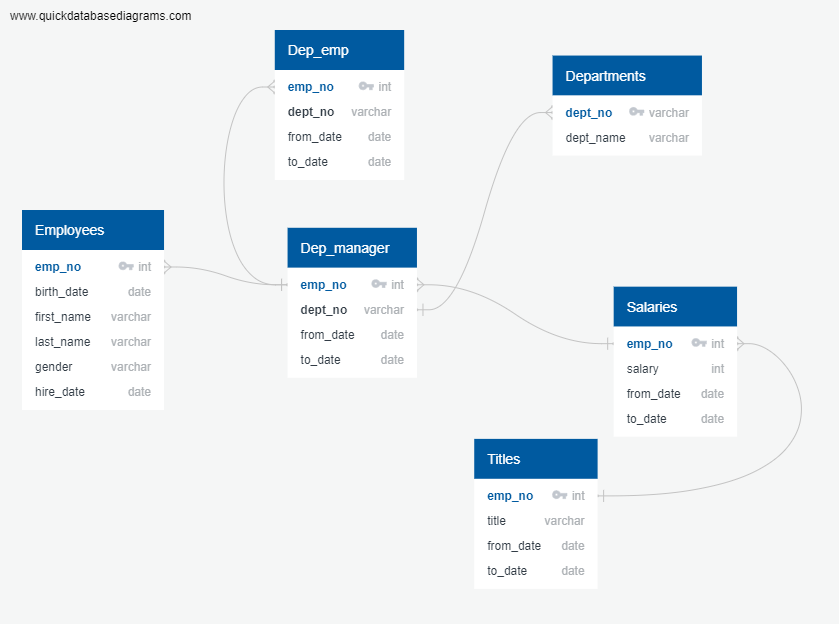 www.quickdatabasediagrams.com
Dep_emp
emp_no int
dept_no varchar
from_date date
to_date date
Departments
dept_no varchar
dept_name varchar
Employees
emp_no int
birth_date date
first_name varchar
last_name varchar
gender varchar
hire_date date
Dep_manager
emp_no int
dept_no varchar
from_date date
to_date date
Salaries
emp_no int
salary int
from_date date
to_date date
Titles
emp_no int
title varchar
from_date date
to_date date